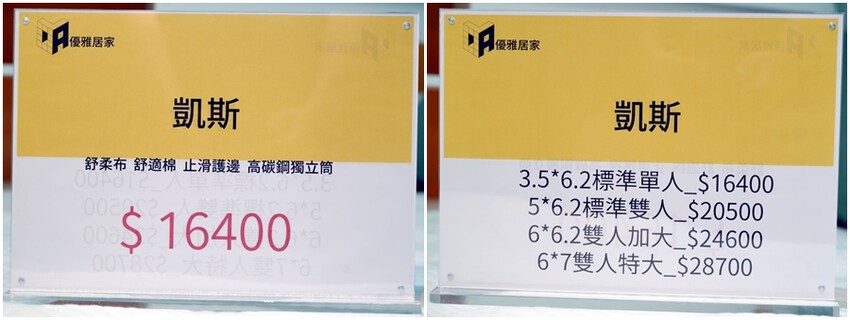 優雅居家
凱斯
舒柔布 舒適棉 止滑護邊 高碳鋼獨立筒
$16400
優雅居家
凱斯
3.5*6.2標準單人_$16400
5*6.2標準雙人_$20500
6*6.2雙人加大_$24600
6*7雙人特大_$28700